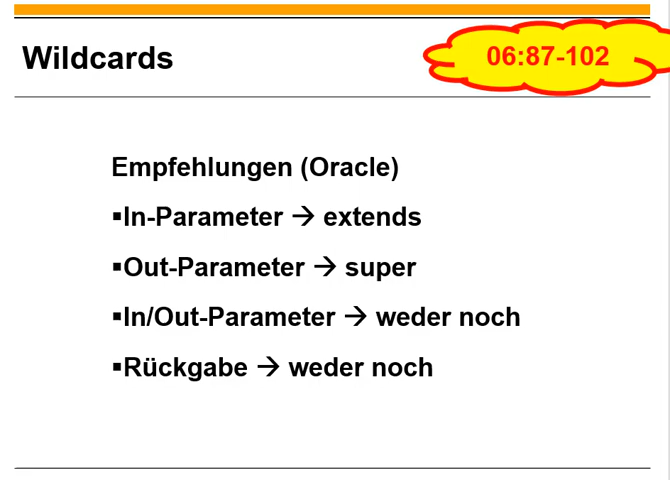 Wildcards
06:87-102
Empfehlungen (Oracle)
▪In-Parameter → extends
▪Out-Parameter → super
▪In/Out-Parameter → weder noch
▪Rückgabe → weder noch